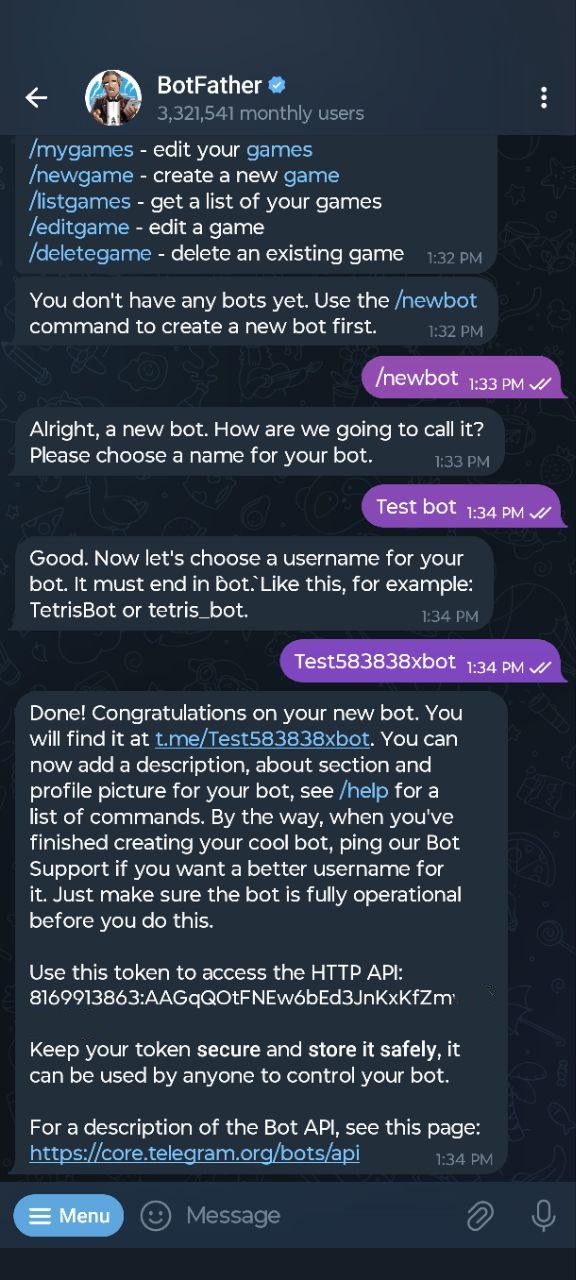 BotFather
3,321,541 monthly users
/mygames - edit your games
/newgame - create a new game
/listgames - get a list of your games
/editgame - edit a game
/deletegame - delete an existing game 1:32 PM
You don't have any bots yet. Use the /newbot
command to create a new bot first. 1:32 PM
/newbot 1:33 PM
Alright, a new bot. How are we going to call it?
Please choose a name for your bot. 1:33 PM
Test bot 1:34 PM
Good. Now let's choose a username for your
bot. It must end in bot.`Like this, for example:
TetrisBot or tetris_bot. 1:34 PM
Test583838xbot 1:34 PM
Done! Congratulations on your new bot. You
will find it at t.me/Test583838xbot. You can
now add a description, about section and
profile picture for your bot, see /help for a
list of commands. By the way, when you've
finished creating your cool bot, ping our Bot
Support if you want a better username for
it. Just make sure the bot is fully operational
before you do this.
Use this token to access the HTTP API:
8169913863:AAGqQOtFNEw6bEd3JnKxKfZm
Keep your token secure and store it safely, it
can be used by anyone to control your bot.
For a description of the Bot API, see this page:
https://core.telegram.org/bots/api 1:34 PM
Menu
Message